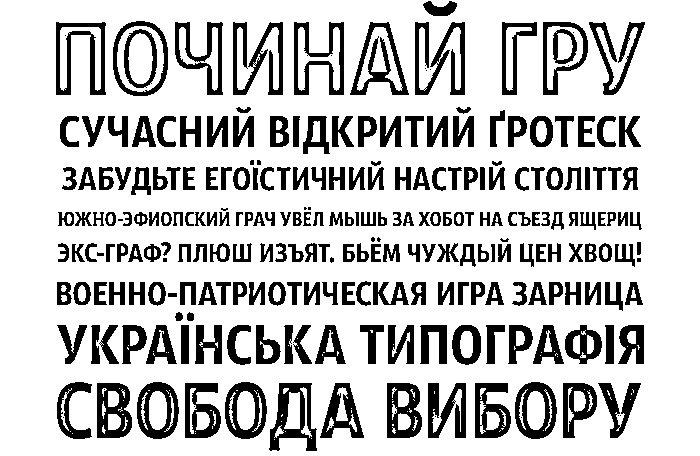 ПОЧИНАЙ ГРУ
СУЧАСНИЙ ВІДКРИТИЙ ҐРОТЕСК
ЗАБУДЬТЕ ЕГОЇСТИЧНИЙ НАСТРІЙ СТОЛІТТЯ
ЮЖНО-ЭФИОПСКИЙ ГРАЧ УВЁЛ МЫШЬ ЗА ХОБОТ НА СЪЕЗД ЯЩЕРИЦ
ЭКС-ГРАФ? ПЛЮШ ИЗЪЯТ. БЬЁМ ЧУЖДЫЙ ЦЕН ХВОЩ!
ВОЕННО-ПАТРИОТИЧЕСКАЯ ИГРА ЗАРНИЦА
УКРАЇНСЬКА ТИПОГРАФІЯ
СВОБОДА ВИБОРУ